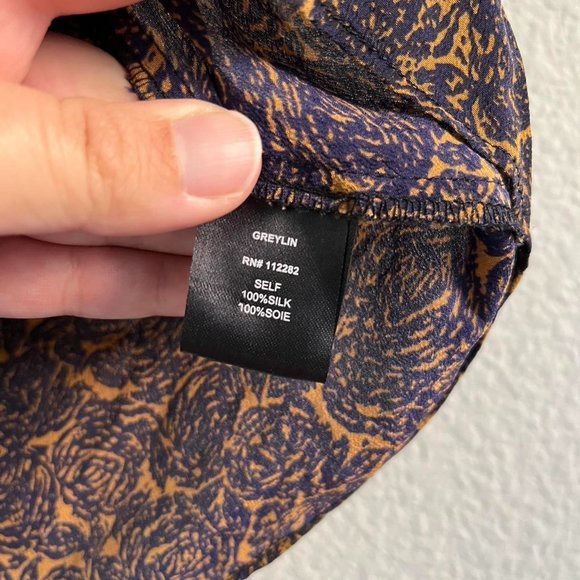 GREYLIN
RN# 112282
SELF
100%SILK
100%SOIE